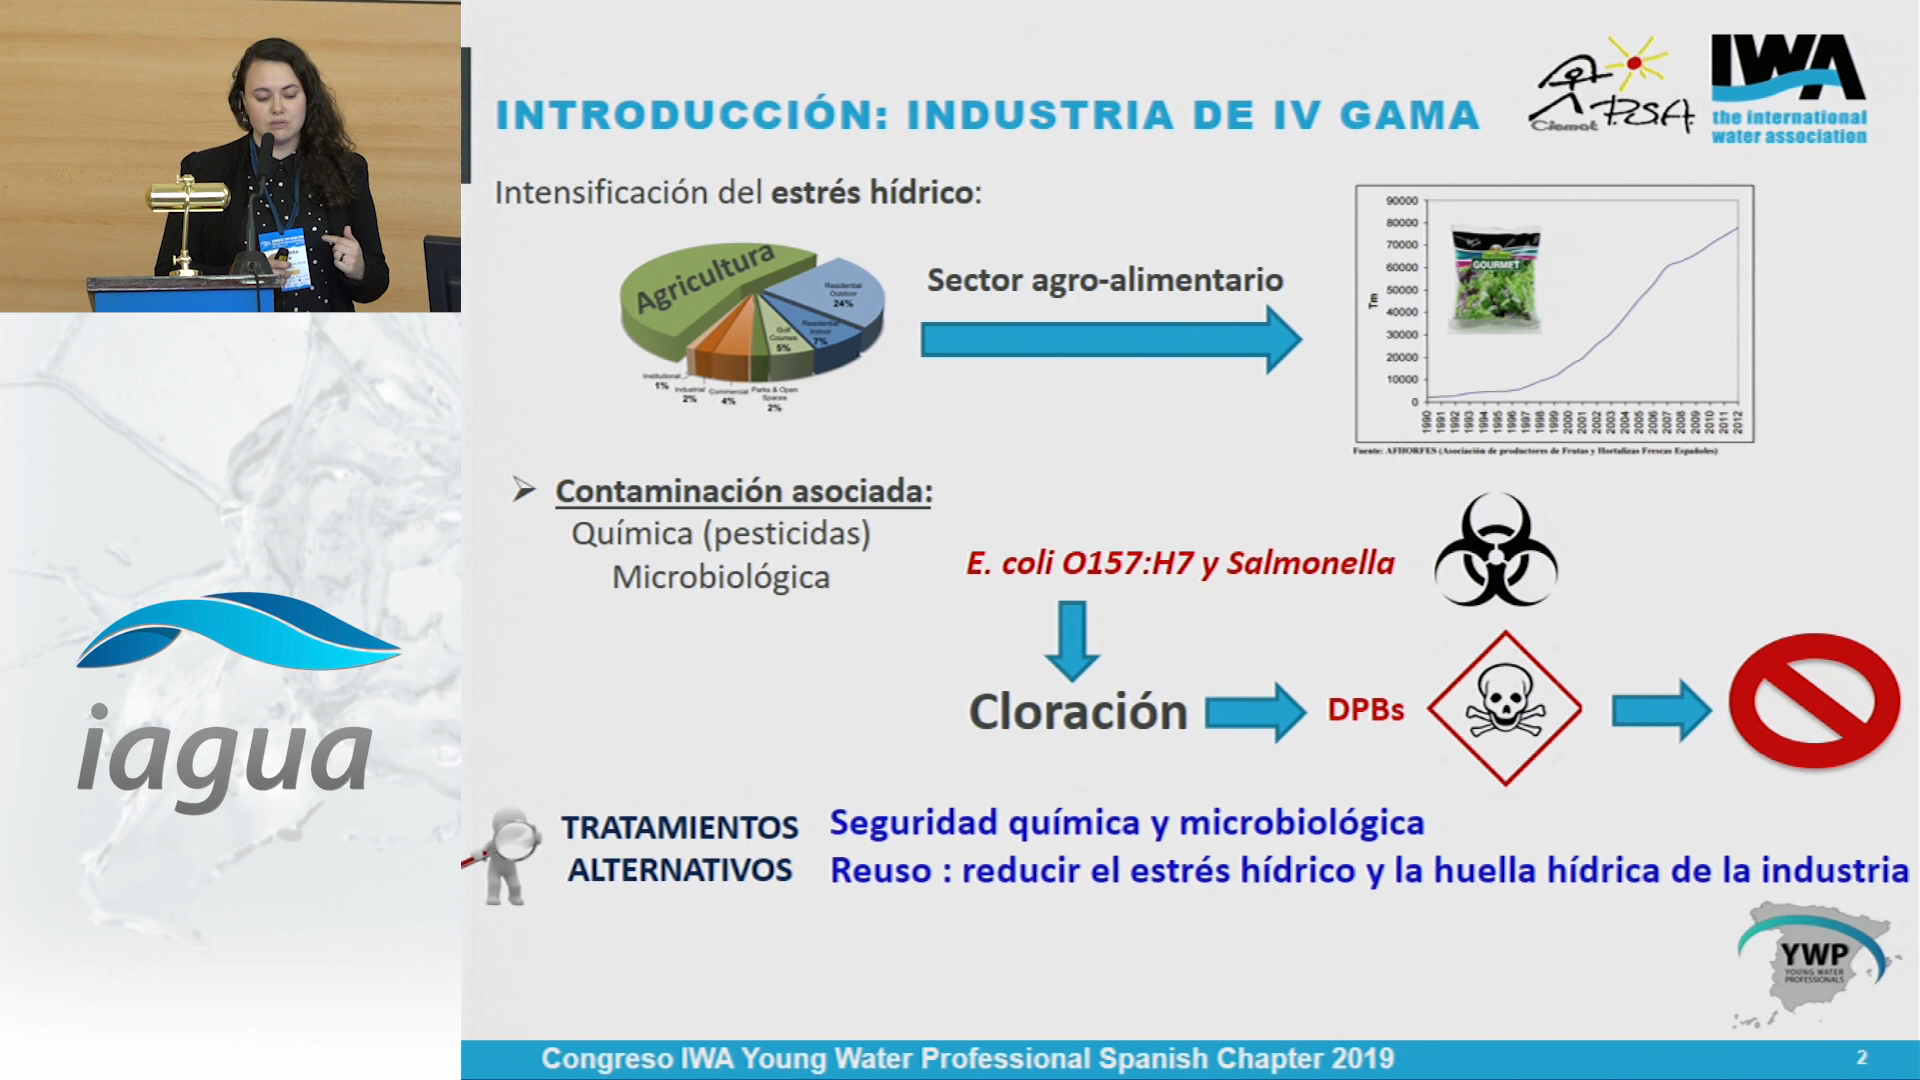 INTRODUCCIÓN: INDUSTRIA DE IV GAMA
Ciemat PSA
IWA
the international
water association
Intensificación del estrés hídrico:
Agricultura
Residential
Outdoor
24%
Residential
Indoor
7%
Golf
Courses
5%
Parks & Open
Spaces
2%
Commercial
4%
Industrial
2%
Institutional
1%
Sector agro-alimentario
90000
80000
70000
60000
50000
40000
30000
20000
10000
0
Tm
GOURMET
1990
1991
1992
1993
1994
1995
1996
1997
1998
1999
2000
2001
2002
2003
2004
2005
2006
2007
2008
2009
2010
2011
2012
Fuente: AFHORFES (Asociación de productores de Frutas y Hortalizas Frescas Españoles)
➢ Contaminación asociada:
Química (pesticidas)
Microbiológica
E. coli O157:H7 y Salmonella
Cloración
DPBs
TRATAMIENTOS
ALTERNATIVOS
Seguridad química y microbiológica
Reuso : reducir el estrés hídrico y la huella hídrica de la industria
iagua
YWP
YOUNG WATER
PROFESSIONALS
Congreso IWA Young Water Professional Spanish Chapter 2019
2